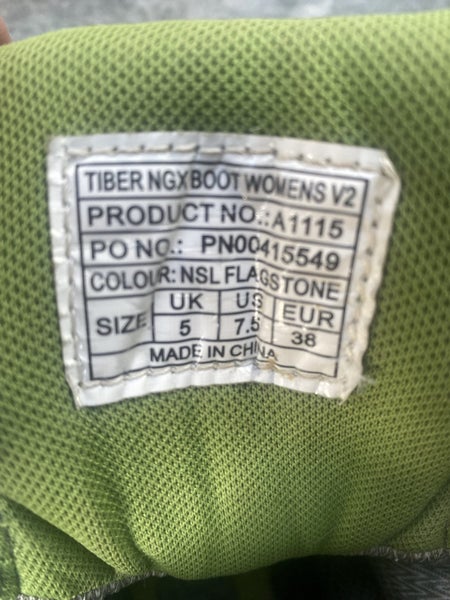 TIBER NGX BOOT WOMENS V2
PRODUCT NO.: A1115
PO NO.: PN00415549
COLOUR: NSL FLAGSTONE
SIZE UK US EUR
5 7.5 38
MADE IN CHINA